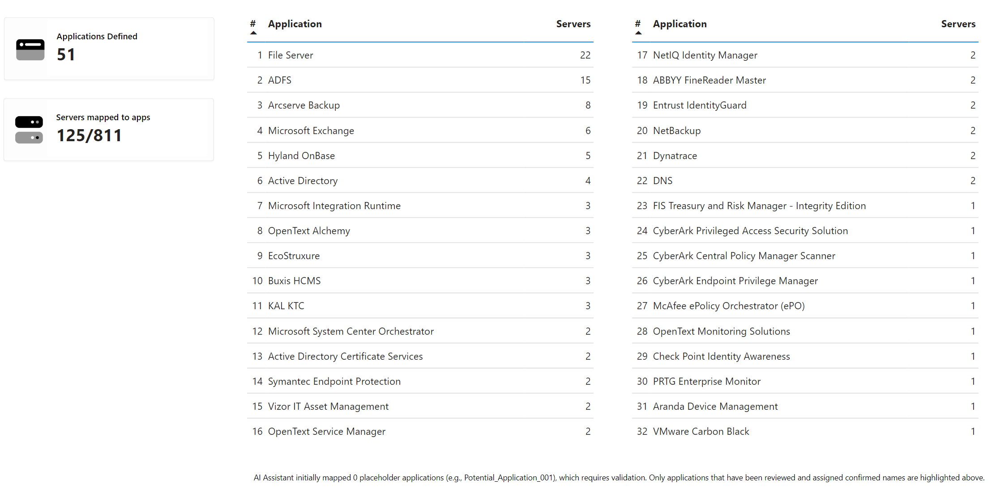 Applications Defined
51
Servers mapped to apps
125/811
# Application Servers
1 File Server 22
2 ADFS 15
3 Arcserve Backup 8
4 Microsoft Exchange 6
5 Hyland OnBase 5
6 Active Directory 4
7 Microsoft Integration Runtime 3
8 OpenText Alchemy 3
9 EcoStruxure 3
10 Buxis HCMS 3
11 KAL KTC 3
12 Microsoft System Center Orchestrator 2
13 Active Directory Certificate Services 2
14 Symantec Endpoint Protection 2
15 Vizor IT Asset Management 2
16 OpenText Service Manager 2
# Application Servers
17 NetIQ Identity Manager 2
18 ABBYY FineReader Master 2
19 Entrust IdentityGuard 2
20 NetBackup 2
21 Dynatrace 2
22 DNS 2
23 FIS Treasury and Risk Manager - Integrity Edition 1
24 CyberArk Privileged Access Security Solution 1
25 CyberArk Central Policy Manager Scanner 1
26 CyberArk Endpoint Privilege Manager 1
27 McAfee ePolicy Orchestrator (ePO) 1
28 OpenText Monitoring Solutions 1
29 Check Point Identity Awareness 1
30 PRTG Enterprise Monitor 1
31 Aranda Device Management 1
32 VMware Carbon Black 1
AI Assistant initially mapped 0 placeholder applications (e.g., Potential_Application_001), which requires validation. Only applications that have been reviewed and assigned confirmed names are highlighted above.